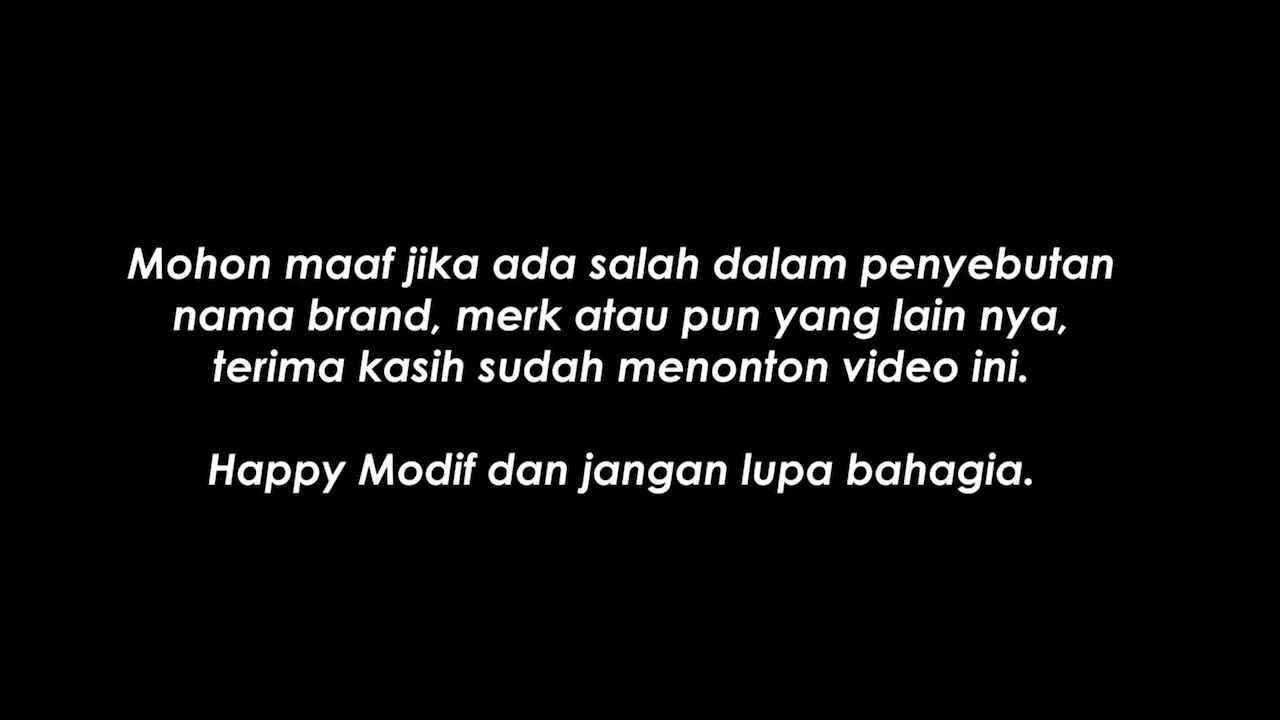 Mohon maaf jika ada salah dalam penyebutan
nama brand, merk atau pun yang lain nya,
terima kasih sudah menonton video ini.
Happy Modif dan jangan lupa bahagia.